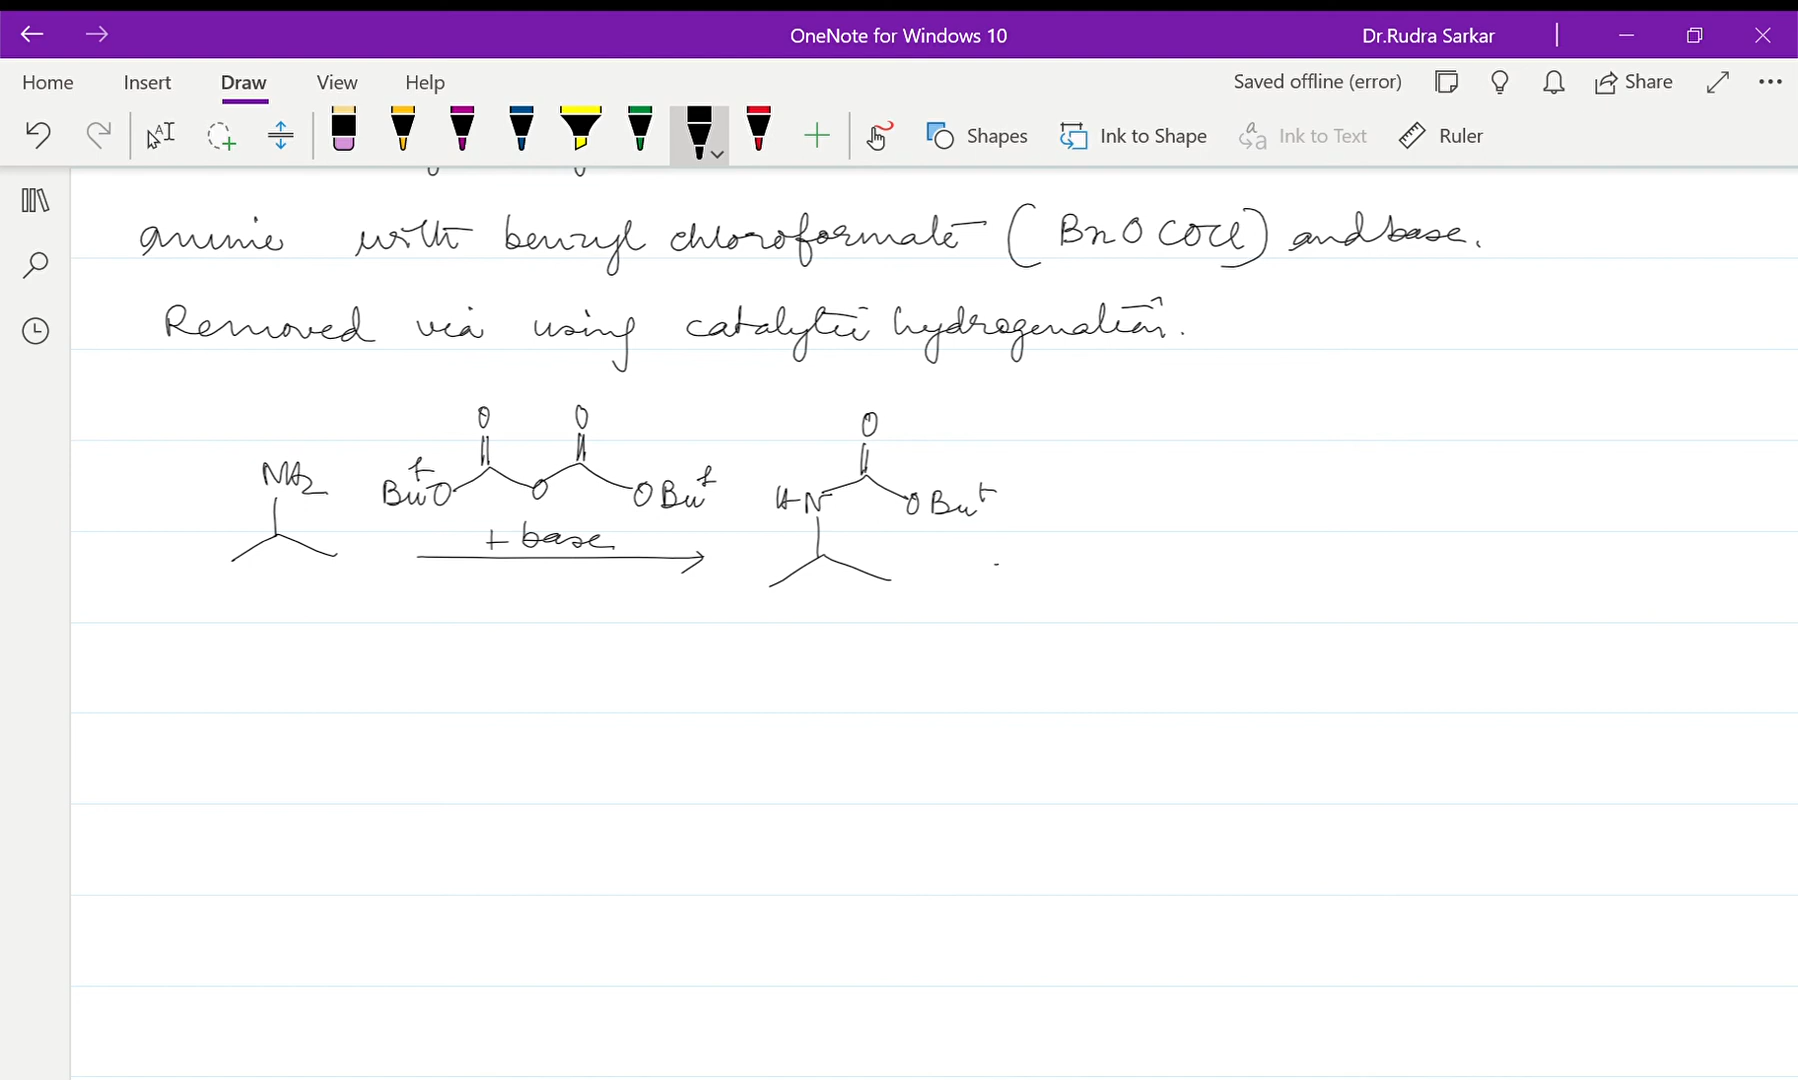 OneNote for Windows 10
Dr.Rudra Sarkar
Home Insert Draw View Help
Saved offline (error)
Share
Shapes
Ink to Shape
Ink to Text
Ruler
amine with benzyl chloroformate (BnOCOCl) and base.
Removed via using catalytic hydrogenation.
O O O
NH2 ButO O OBut H-N OBut
+ base